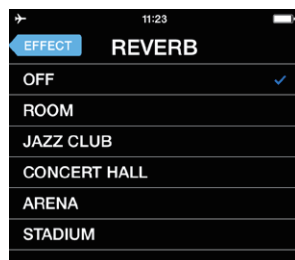 11:23
EFFECT
REVERB
OFF
ROOM
JAZZ CLUB
CONCERT HALL
ARENA
STADIUM